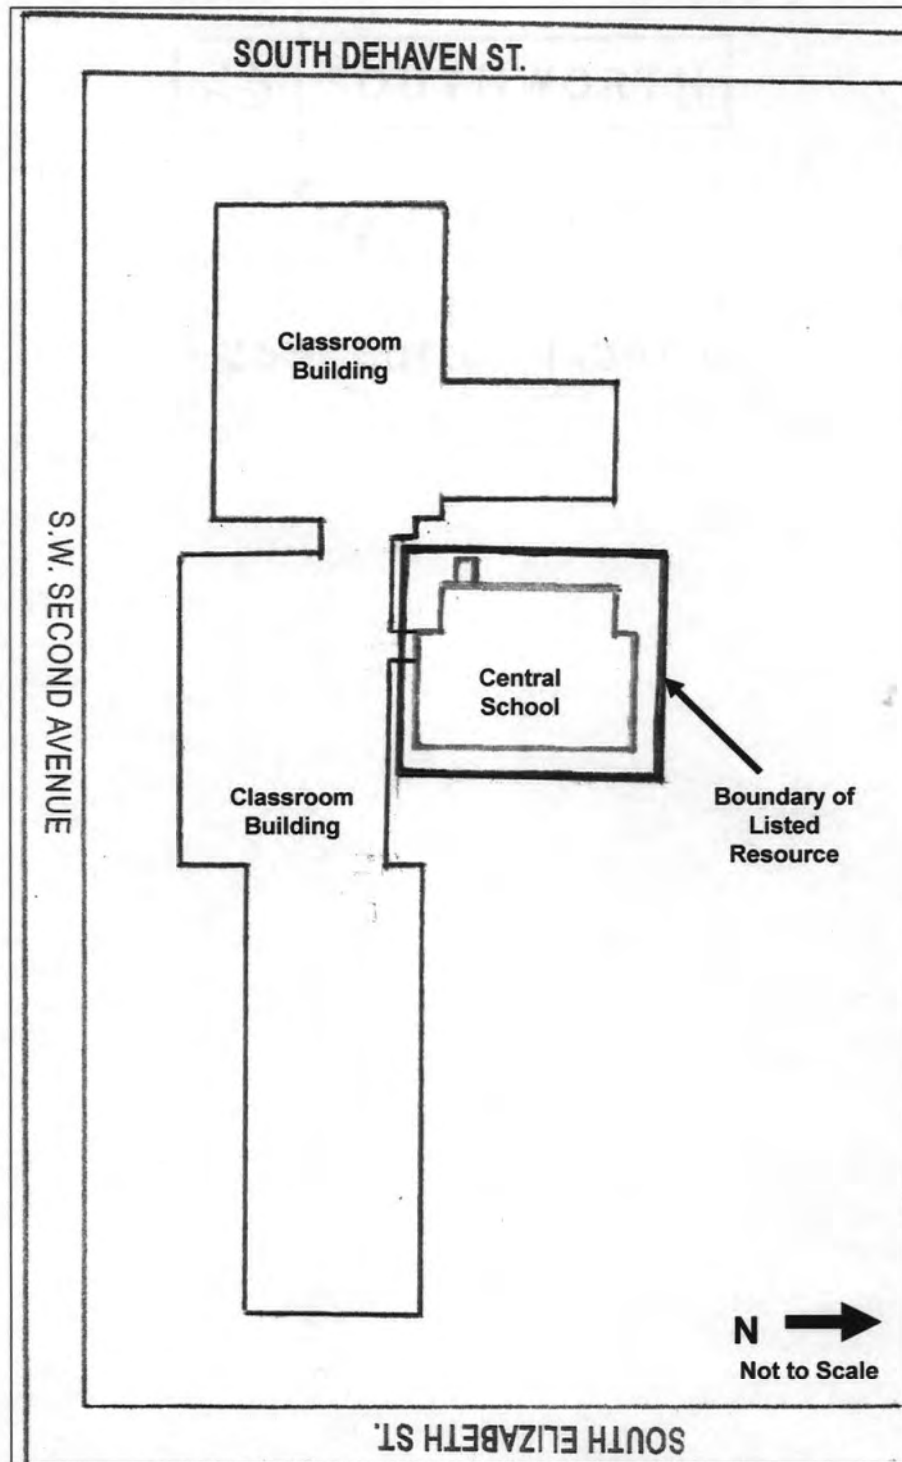 SOUTH DEHAVEN ST.
Classroom
Building
S.W. SECOND AVENUE
Central
School
Classroom
Building
Boundary of
Listed
Resource
N
Not to Scale
SOUTH ELIZABETH ST.